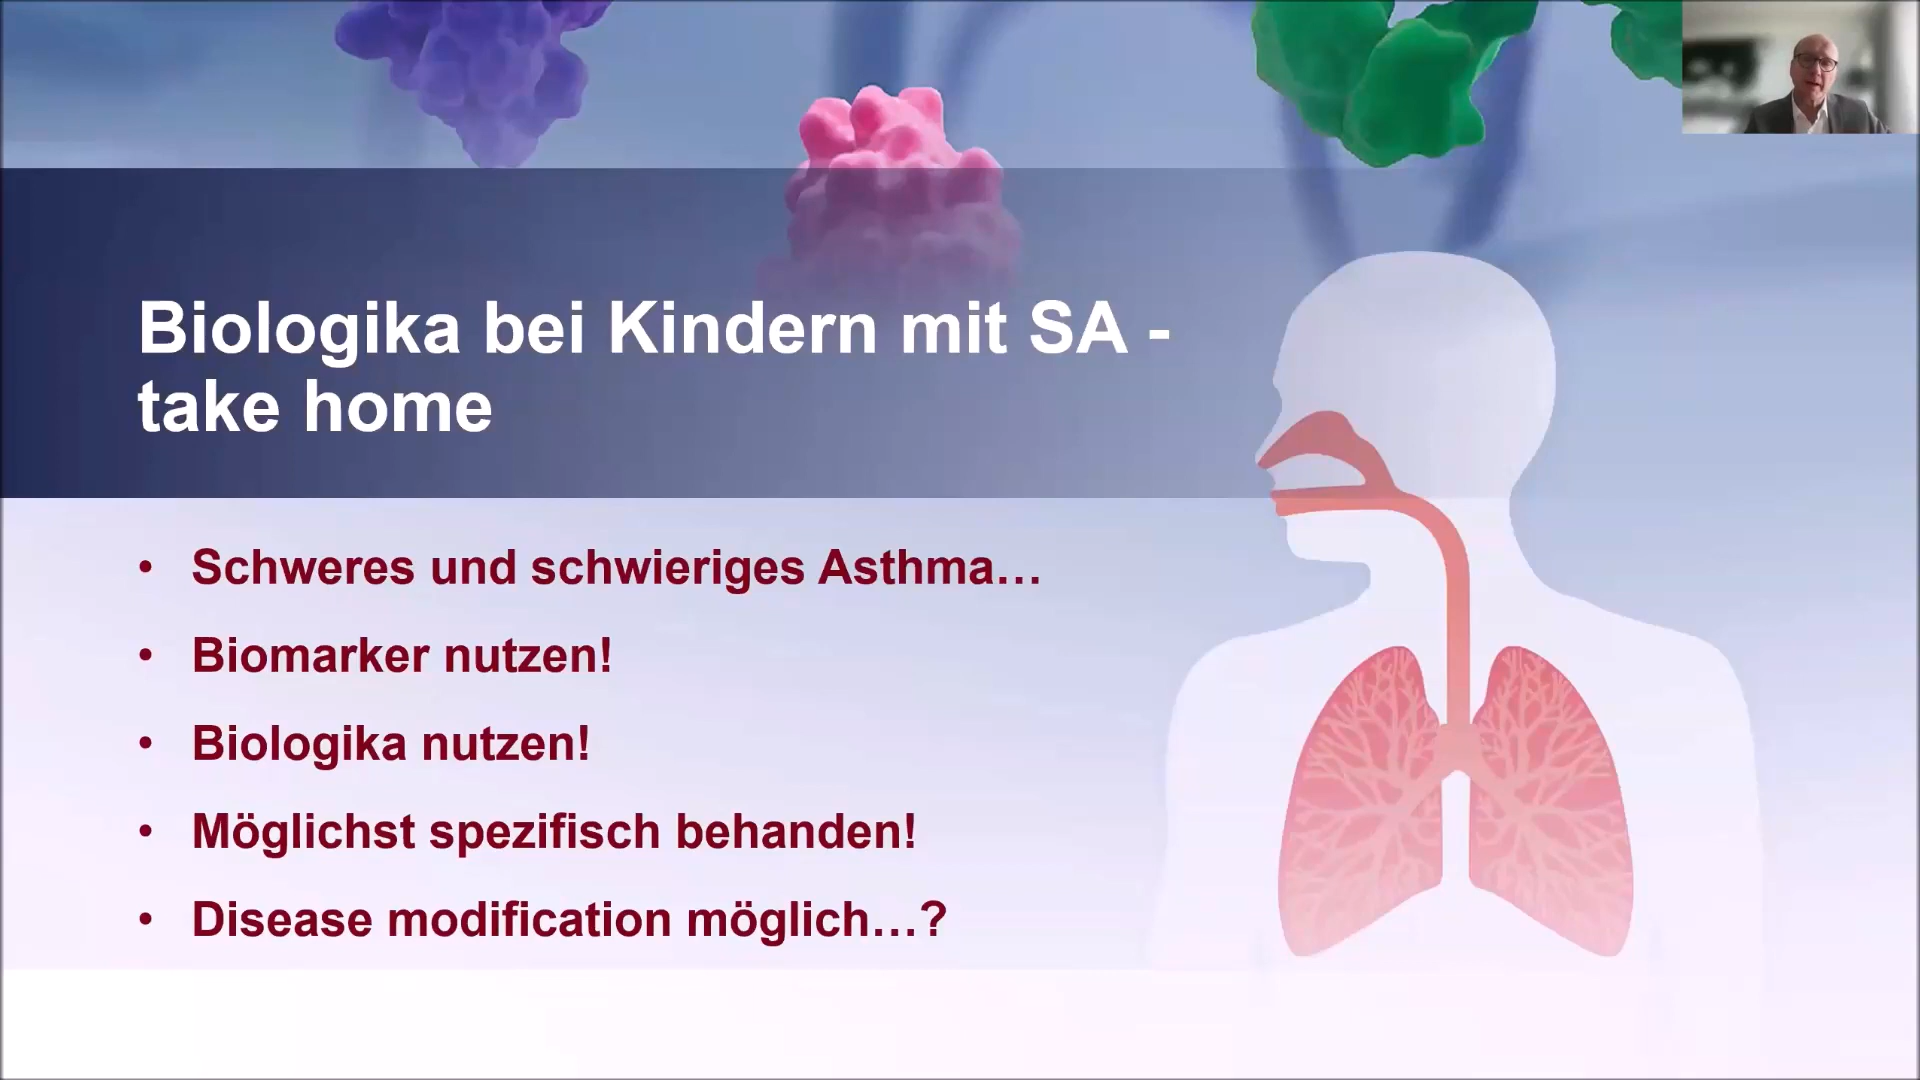 Biologika bei Kindern mit SA -
take home
• Schweres und schwieriges Asthma…
• Biomarker nutzen!
• Biologika nutzen!
• Möglichst spezifisch behanden!
• Disease modification möglich…?